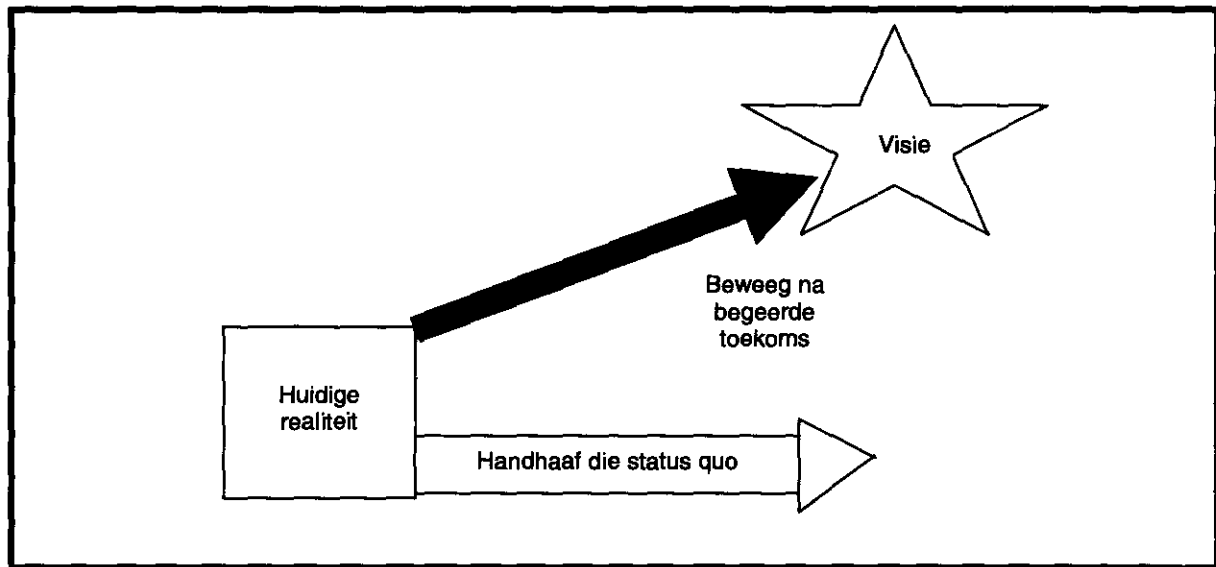 Visie
Beweeg na
begeerde
toekoms
Huidige
realiteit
Handhaaf die status quo